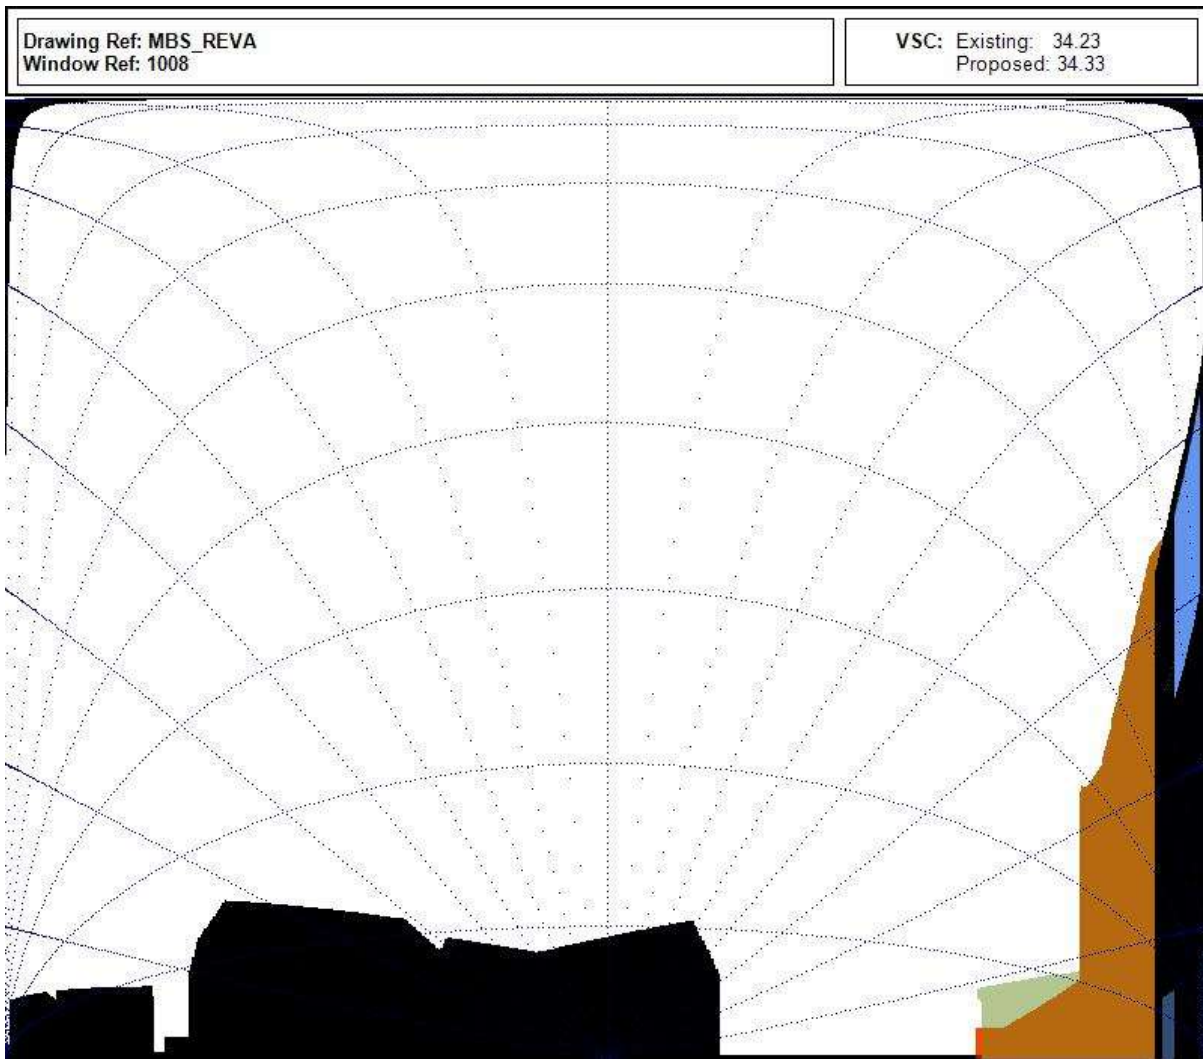 Drawing Ref: MBS_REVA
Window Ref: 1008
VSC: Existing: 34.23
Proposed: 34.33